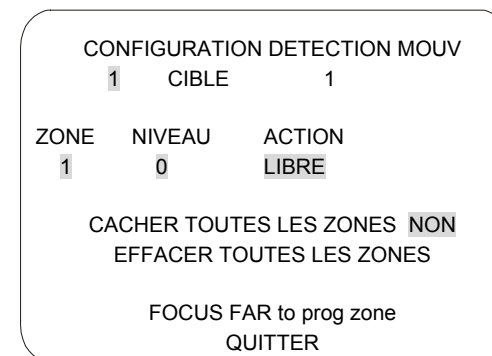 CONFIGURATION DETECTION MOUV
1 CIBLE 1
ZONE NIVEAU ACTION
1 0 LIBRE
CACHER TOUTES LES ZONES NON
EFFACER TOUTES LES ZONES
FOCUS FAR to prog zone
QUITTER